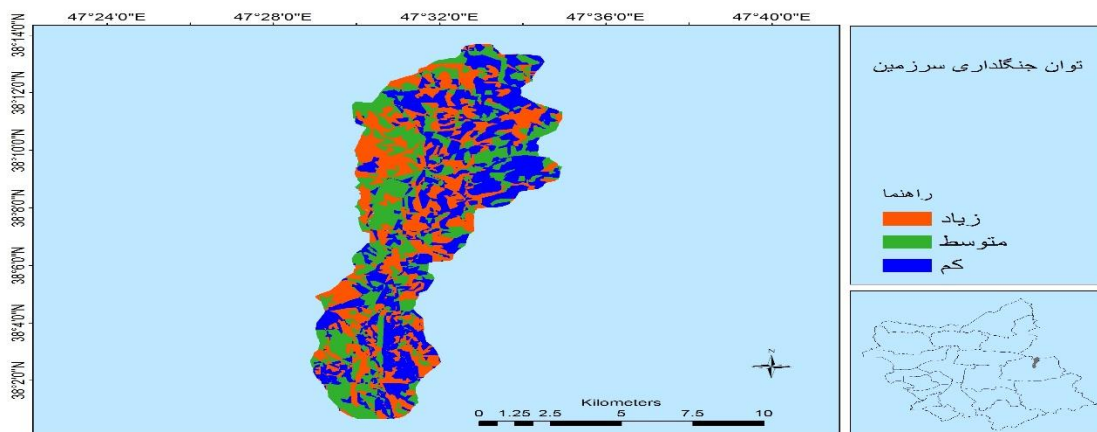 47°24'0"E 47°28'0"E 47°32'0"E 47°36'0"E 47°40'0"E
38°14'0"N
38°12'0"N
38°10'0"N
38°8'0"N
38°6'0"N
38°4'0"N
38°2'0"N
توان جنگلداری سرزمین
راهنما
زیاد
متوسط
کم
N
Kilometers
0 1.25 2.5 5 7.5 10